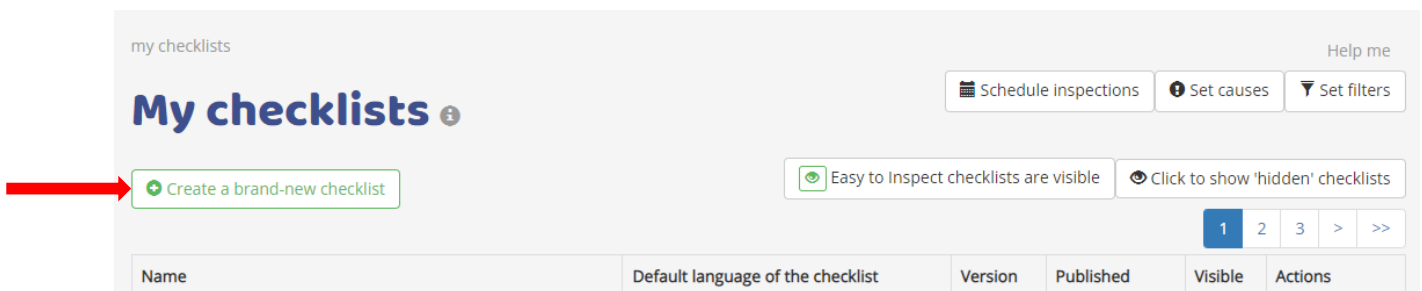 my checklists
Help me
Schedule inspections
Set causes
Set filters
My checklists
Create a brand-new checklist
Easy to Inspect checklists are visible
Click to show 'hidden' checklists
1 2 3 > >>
Name Default language of the checklist Version Published Visible Actions